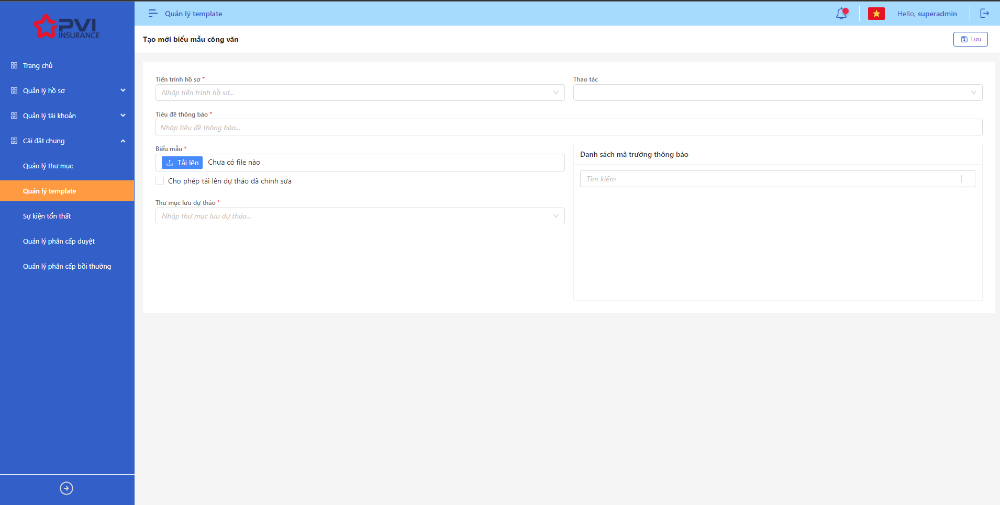 PVI
INSURANCE
Trang chủ
Quản lý hồ sơ
Quản lý tài khoản
Cài đặt chung
Quản lý thư mục
Quản lý template
Sự kiện tổn thất
Quản lý phân cấp duyệt
Quản lý phân cấp bồi thường
Quản lý template
Hello, superadmin
Tạo mới biểu mẫu công văn
Lưu
Tiến trình hồ sơ *
Nhập tiến trình hồ sơ...
Thao tác
Tiêu đề thông báo *
Nhập tiêu đề thông báo...
Biểu mẫu *
Tải lên Chưa có file nào
Cho phép tải lên dự thảo đã chỉnh sửa
Thư mục lưu dự thảo *
Nhập thư mục lưu dự thảo...
Danh sách mã trường thông báo
Tìm kiếm